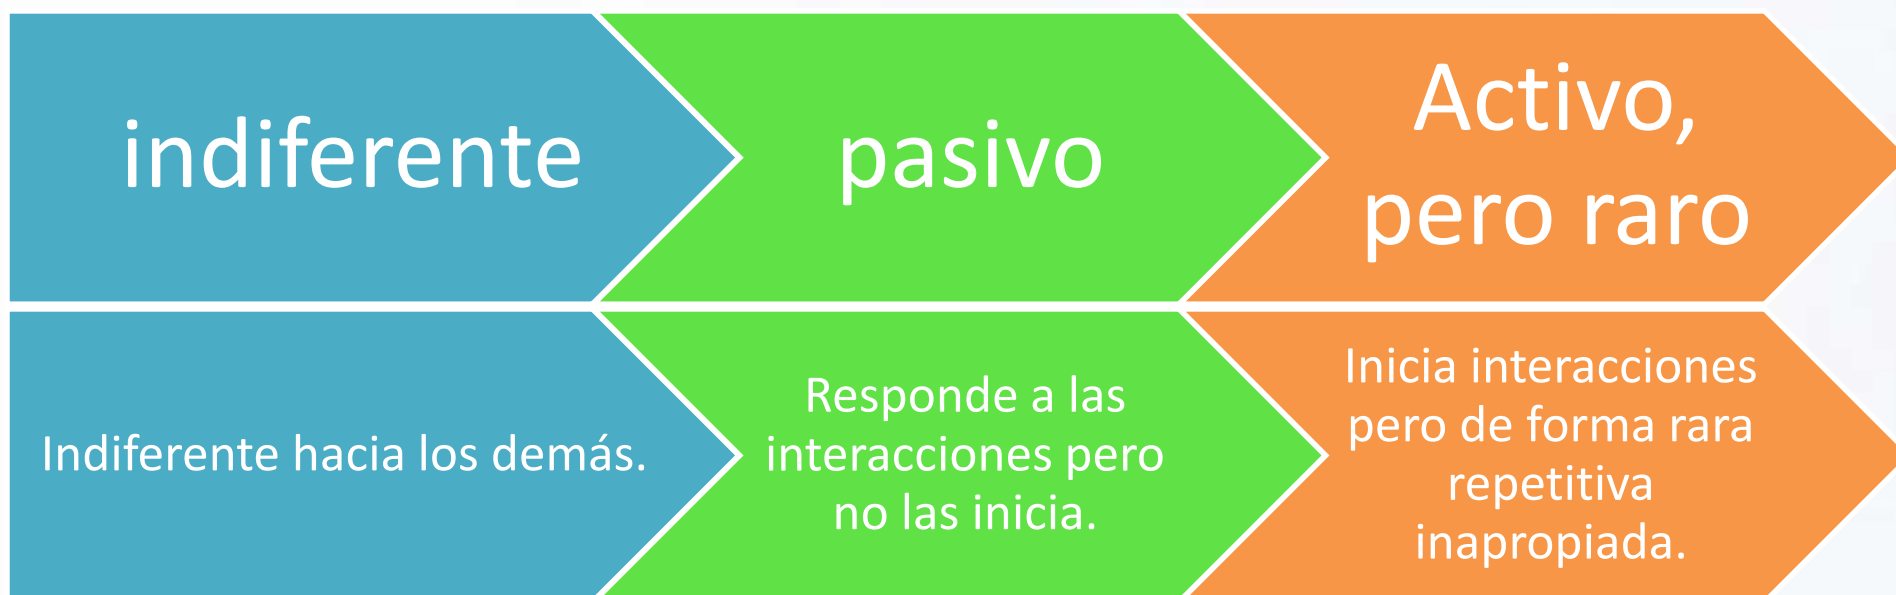 indiferente
pasivo
Activo,
pero raro
Indiferente hacia los demás.
Responde a las
interacciones pero
no las inicia.
Inicia interacciones
pero de forma rara
repetitiva
inapropiada.